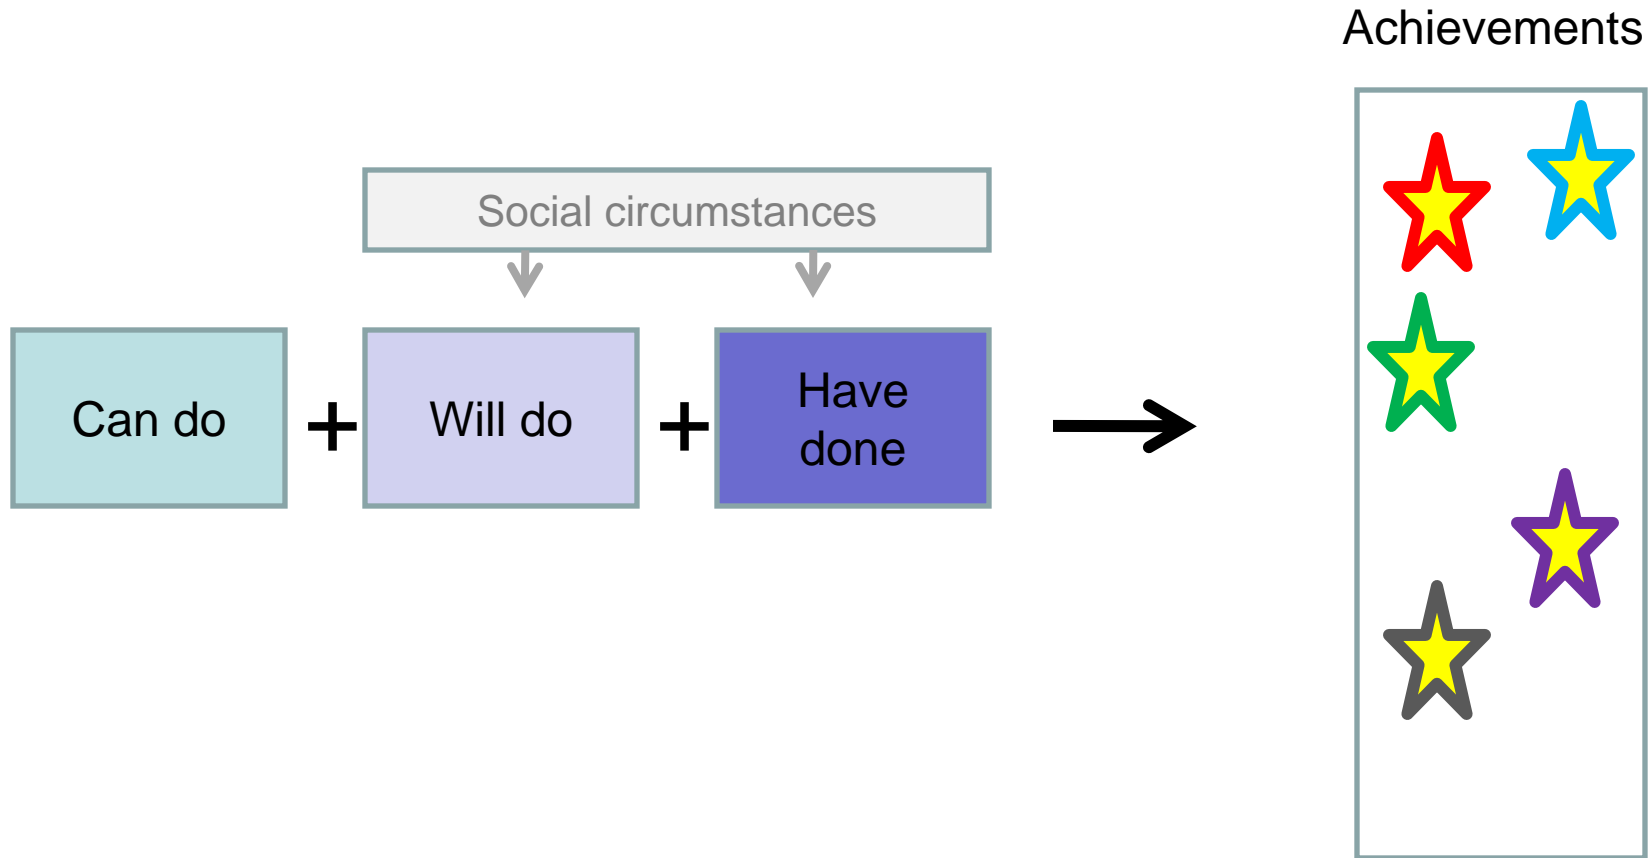 Achievements
Social circumstances
Can do
+
Will do
+
Have
done